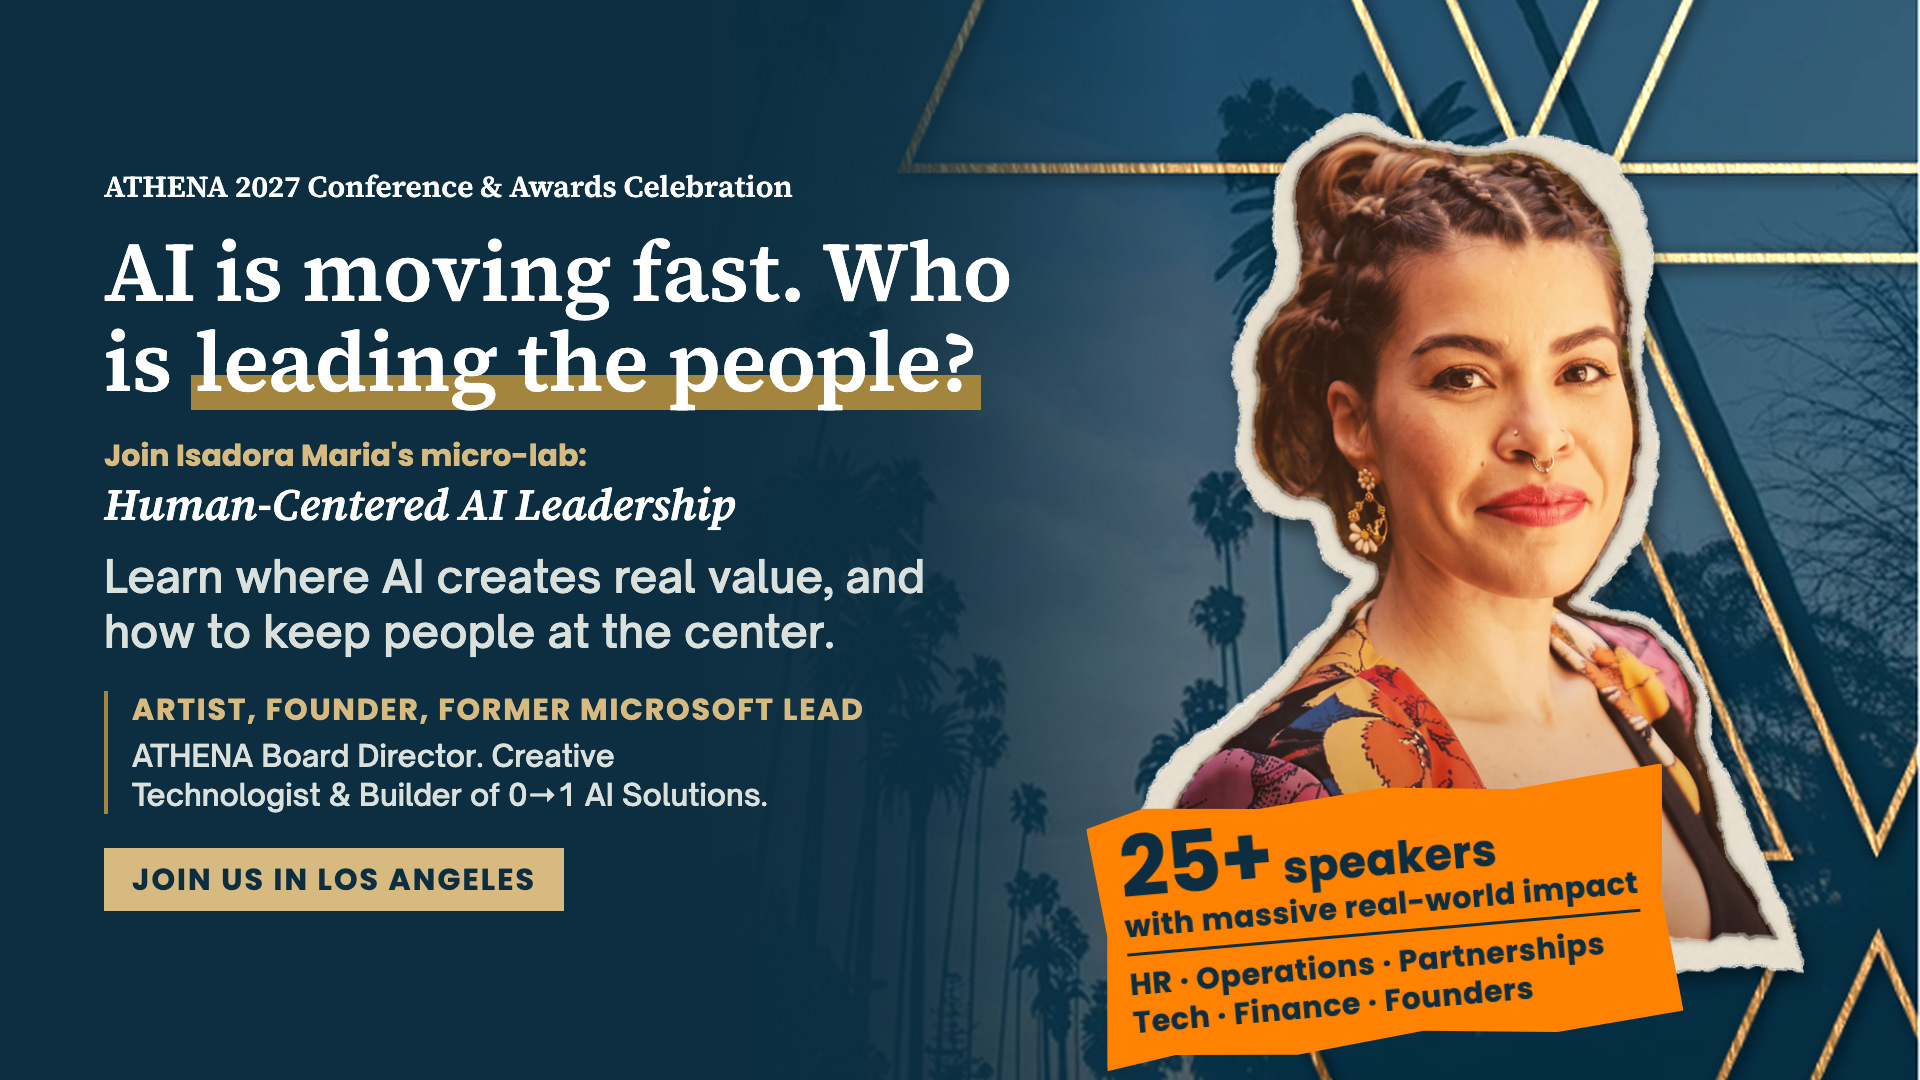 ATHENA 2027 Conference & Awards Celebration
AI is moving fast. Who
is leading the people?
Join Isadora Maria's micro-lab:
Human-Centered AI Leadership
Learn where AI creates real value, and
how to keep people at the center.
ARTIST, FOUNDER, FORMER MICROSOFT LEAD
ATHENA Board Director. Creative
Technologist & Builder of 0→1 AI Solutions.
JOIN US IN LOS ANGELES
25+ speakers
with massive real-world impact
HR · Operations · Partnerships
Tech · Finance · Founders